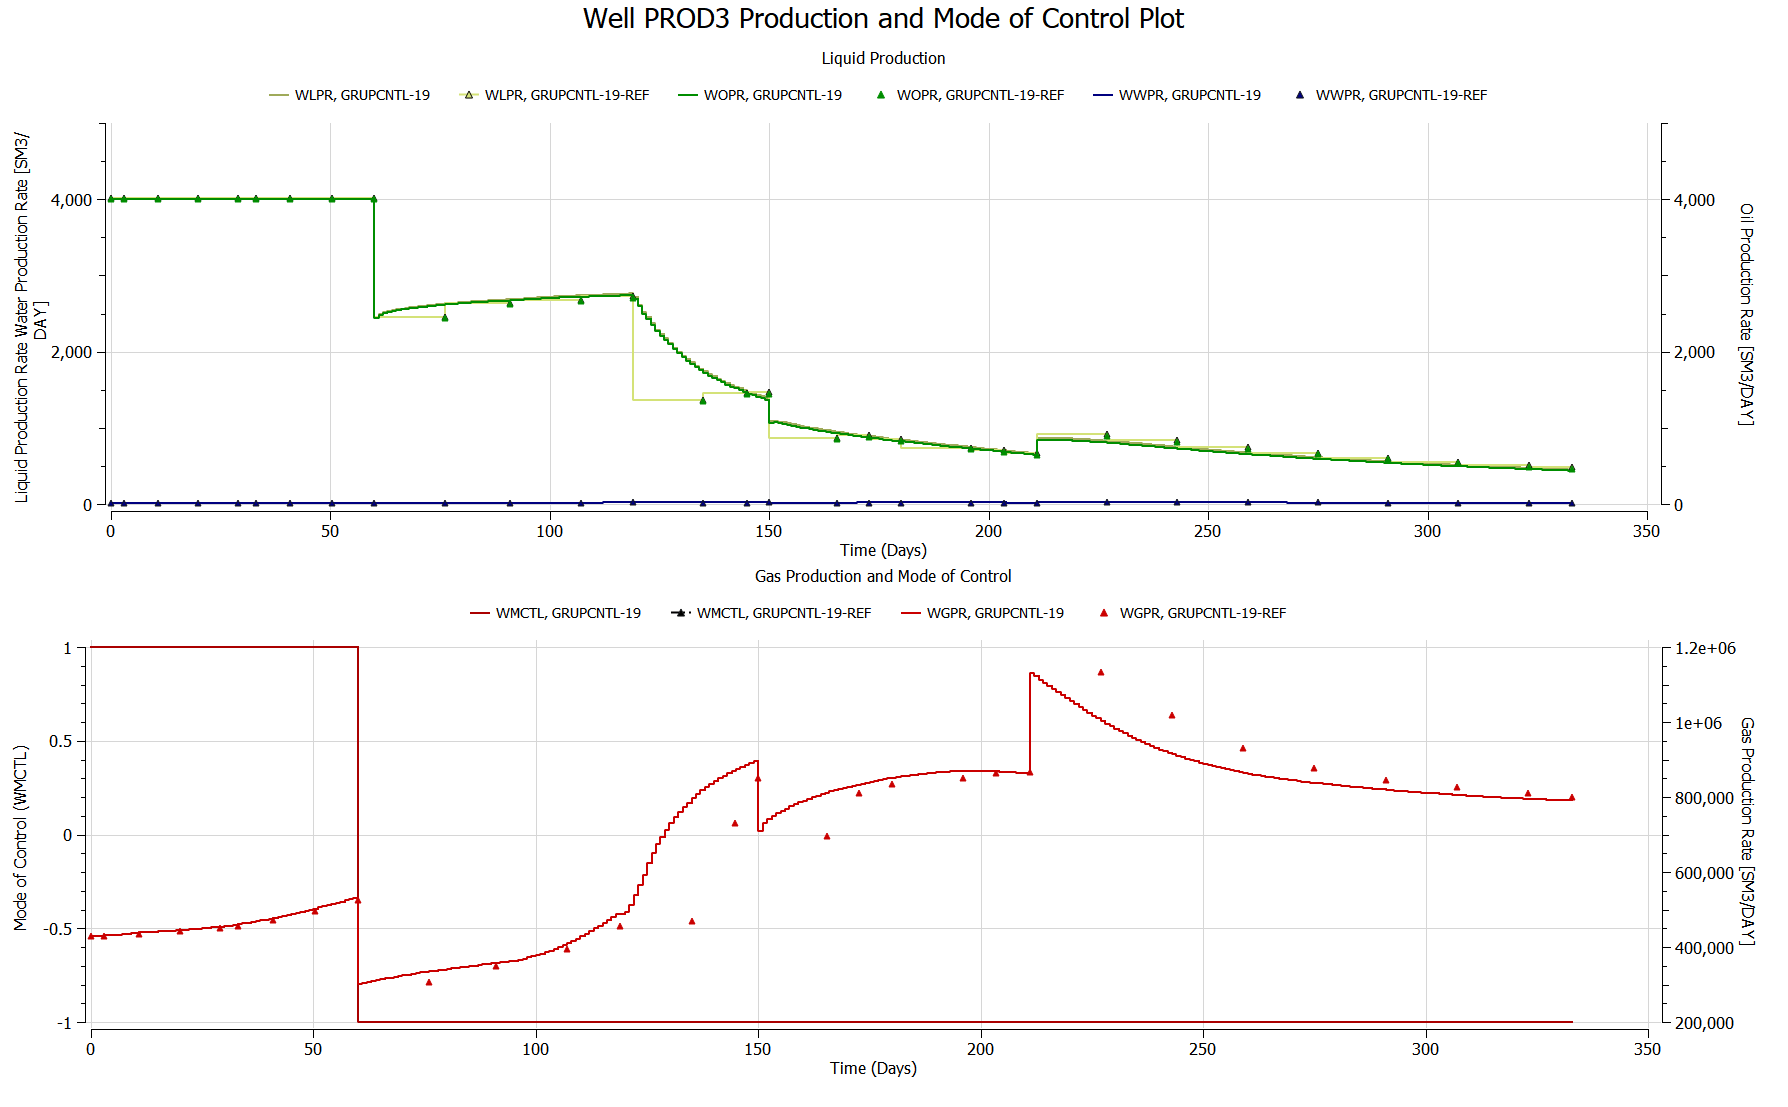 Well PROD3 Production and Mode of Control Plot
Liquid Production
WLPR, GRUPCNTL-19 WLPR, GRUPCNTL-19-REF WOPR, GRUPCNTL-19 WOPR, GRUPCNTL-19-REF WWPR, GRUPCNTL-19 WWPR, GRUPCNTL-19-REF
Liquid Production Rate Water Production Rate [SM3/
DAY]
4,000
2,000
0
4,000
2,000
0
Oil Production Rate [SM3/DAY]
0 50 100 150 200 250 300 350
Time (Days)
Gas Production and Mode of Control
WMCTL, GRUPCNTL-19 WMCTL, GRUPCNTL-19-REF WGPR, GRUPCNTL-19 WGPR, GRUPCNTL-19-REF
Mode of Control (WMCTL)
1
0.5
0
-0.5
-1
1.2e+06
1e+06
800,000
600,000
400,000
200,000
Gas Production Rate [SM3/DAY]
0 50 100 150 200 250 300 350
Time (Days)